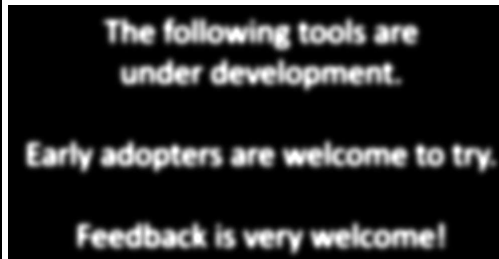 The following tools are
under development.
Early adopters are welcome to try.
Feedback is very welcome!